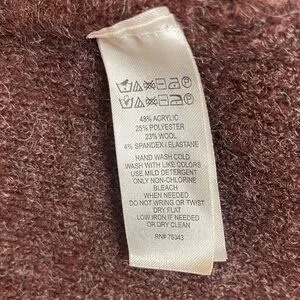 48% ACRYLIC
25% POLYESTER
23% WOOL
4% SPANDEX / ELASTANE
HAND WASH COLD
WASH WITH LIKE COLORS
USE MILD DETERGENT
ONLY NON-CHLORINE
BLEACH
WHEN NEEDED
DO NOT WRING OR TWIST
DRY FLAT
LOW IRON IF NEEDED
OR DRY CLEAN
RN# 75343